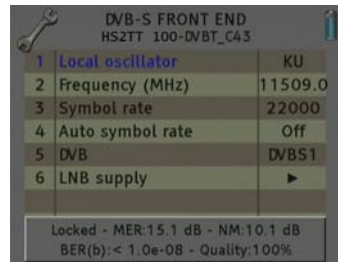 DVB-S FRONT END
HS2TT 100-DVBT_C43
1 Local oscillator KU
2 Frequency (MHz) 11509.0
3 Symbol rate 22000
4 Auto symbol rate Off
5 DVB DVBS1
6 LNB supply ►
Locked - MER:15.1 dB - NM:10.1 dB
BER(b):< 1.0e-08 - Quality:100%